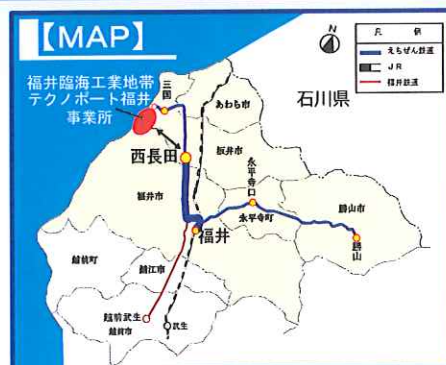 【MAP】
N
凡例
えちぜん鉄道
JR
福井鉄道
福井臨海工業地帯
テクノポート福井
事業所
三国
あわら市
石川県
西長田
坂井市
福井市
永平寺口
永平寺町
勝山市
勝山
福井
越前町
鯖江市
越前武生
越前市
武生